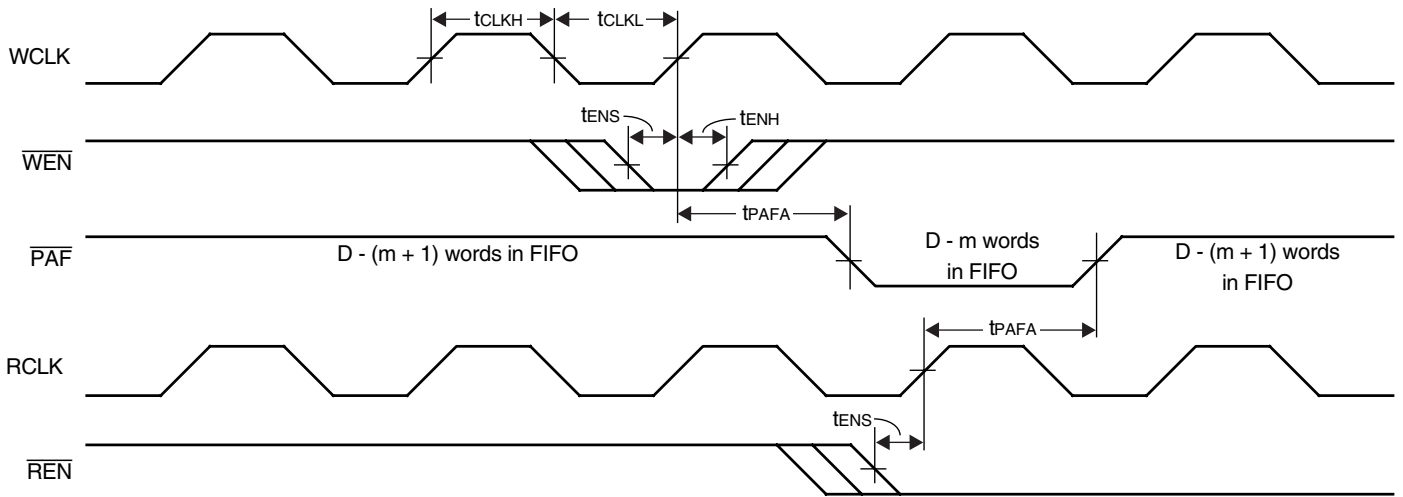 tCLKH
tCLKL
WCLK
tENS
tENH
WEN
tPAFA
PAF
D - (m + 1) words in FIFO
D - m words
in FIFO
D - (m + 1) words
in FIFO
tPAFA
RCLK
tENS
REN